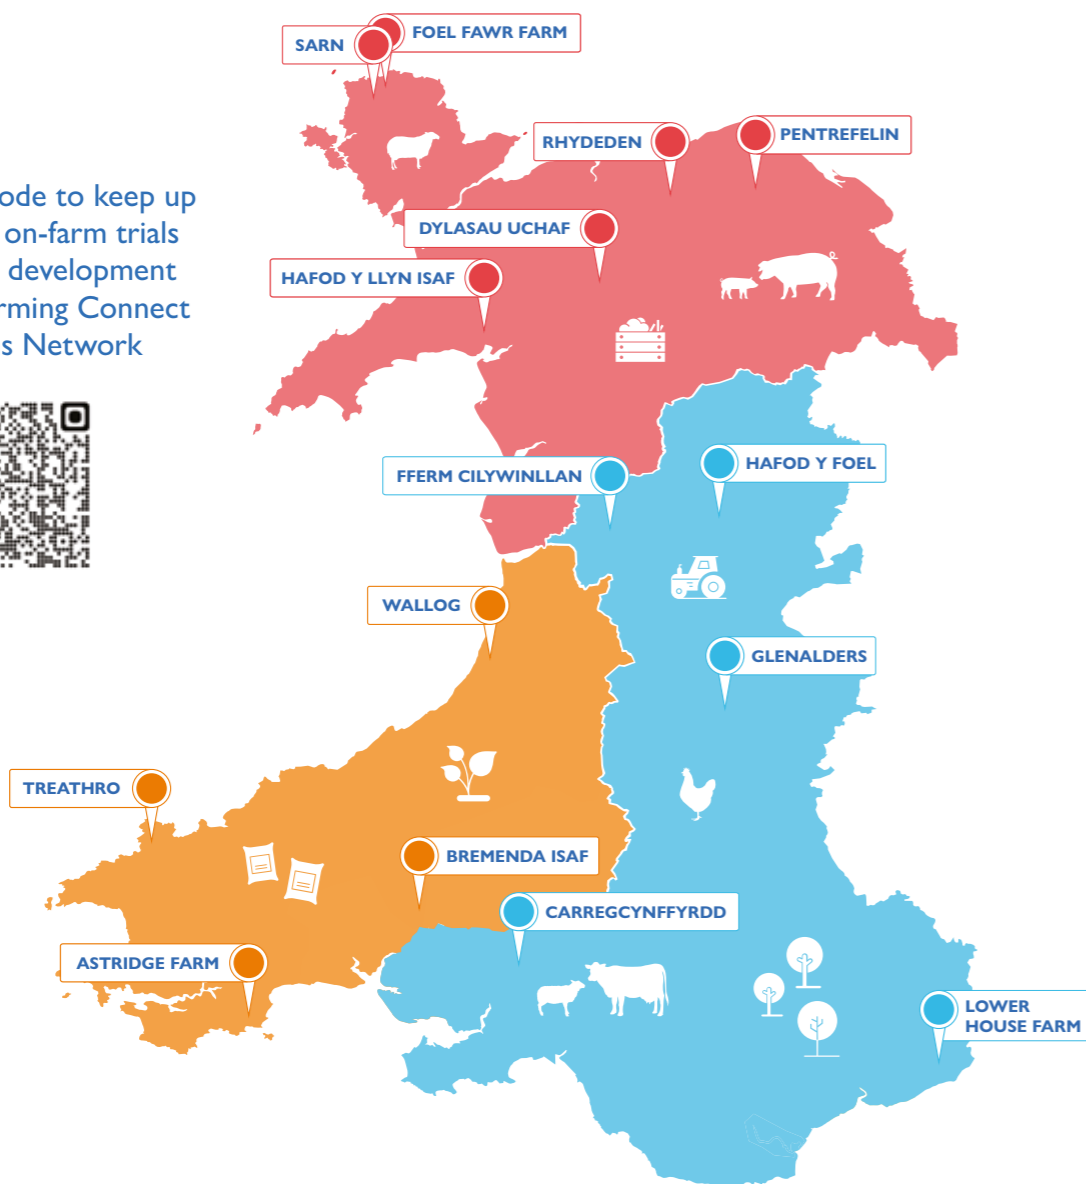 FOEL FAWR FARM
SARN
RHYDEDEN
PENTREFELIN
ode to keep up
on-farm trials
development
rming Connect
s Network
DYLASAU UCHAF
HAFOD Y LLYN ISAF
FFERM CILYWINLLAN
HAFOD Y FOEL
WALLOG
GLENALDERS
TREATHRO
BREMENDA ISAF
CARREGCYNFFYRDD
ASTRIDGE FARM
LOWER
HOUSE FARM